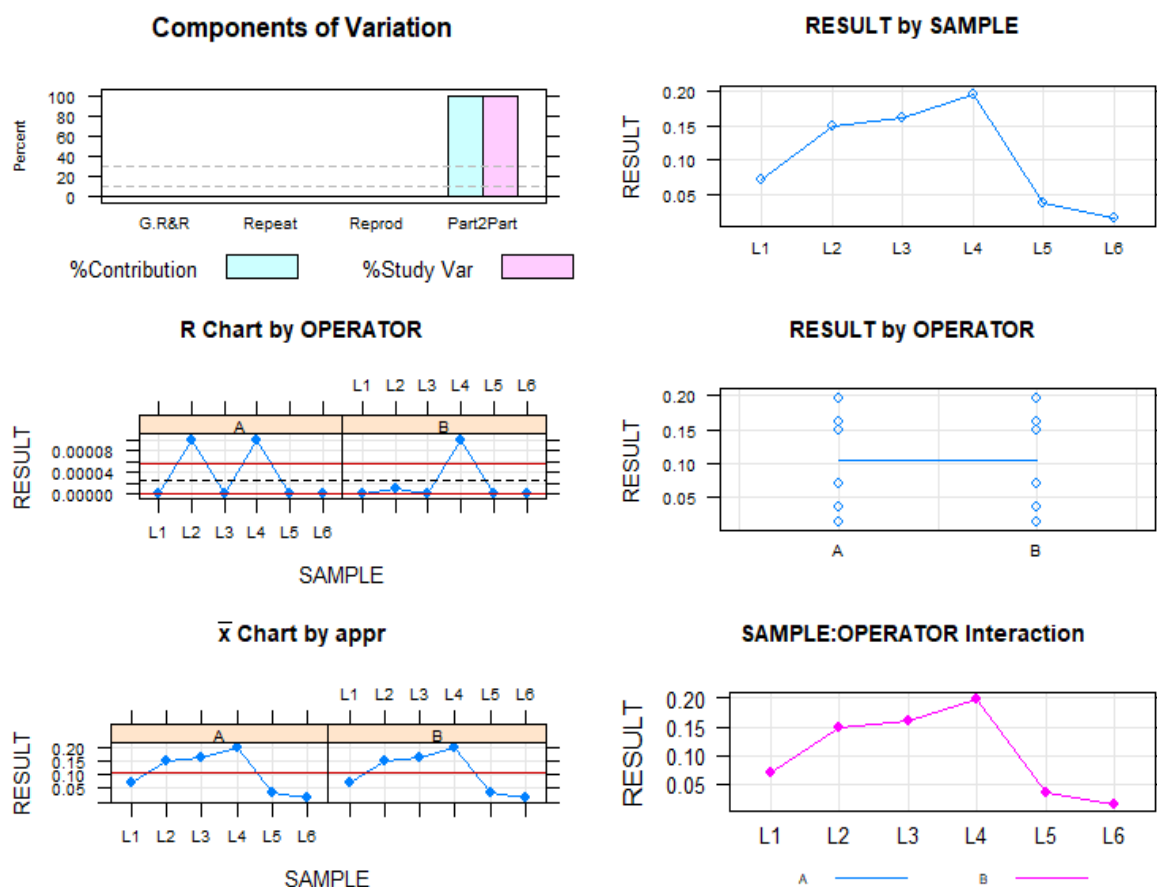 Components of Variation
Percent
100
80
60
40
20
0
G.R&R Repeat Reprod Part2Part
%Contribution %Study Var
RESULT by SAMPLE
RESULT
0.20
0.15
0.10
0.05
L1 L2 L3 L4 L5 L6
R Chart by OPERATOR
L1 L2 L3 L4 L5 L6
A B
RESULT
0.00008
0.00004
0.00000
L1 L2 L3 L4 L5 L6
SAMPLE
RESULT by OPERATOR
RESULT
0.20
0.15
0.10
0.05
A B
x̄ Chart by appr
L1 L2 L3 L4 L5 L6
A B
RESULT
0.20
0.10
0.05
L1 L2 L3 L4 L5 L6
SAMPLE
SAMPLE:OPERATOR Interaction
RESULT
0.20
0.15
0.10
0.05
L1 L2 L3 L4 L5 L6
A B